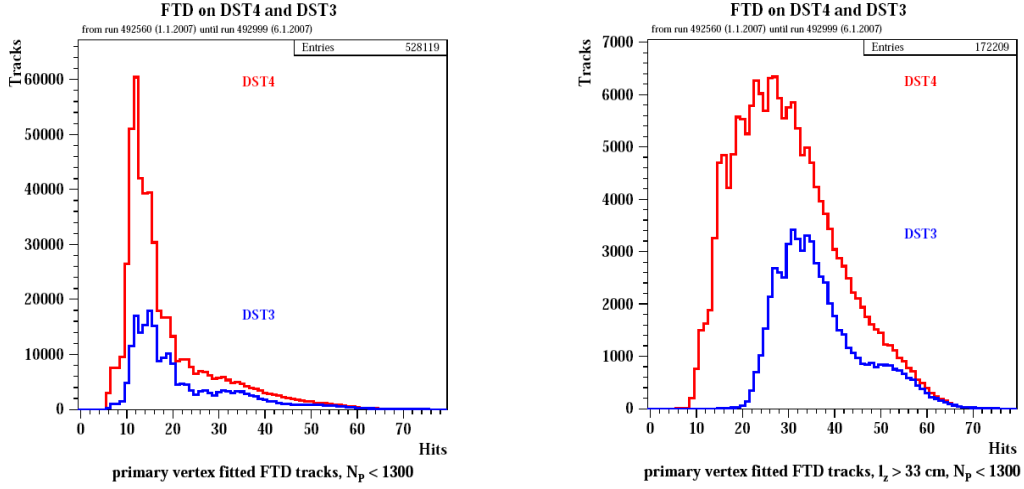 FTD on DST4 and DST3
from run 492560 (1.1.2007) until run 492999 (6.1.2007)
Entries 528119
Tracks
60000
50000
40000
30000
20000
10000
0
DST4
DST3
0 10 20 30 40 50 60 70
Hits
primary vertex fitted FTD tracks, NP < 1300
FTD on DST4 and DST3
from run 492560 (1.1.2007) until run 492999 (6.1.2007)
Entries 172209
Tracks
7000
6000
5000
4000
3000
2000
1000
0
DST4
DST3
0 10 20 30 40 50 60 70
Hits
primary vertex fitted FTD tracks, lz > 33 cm, NP < 1300